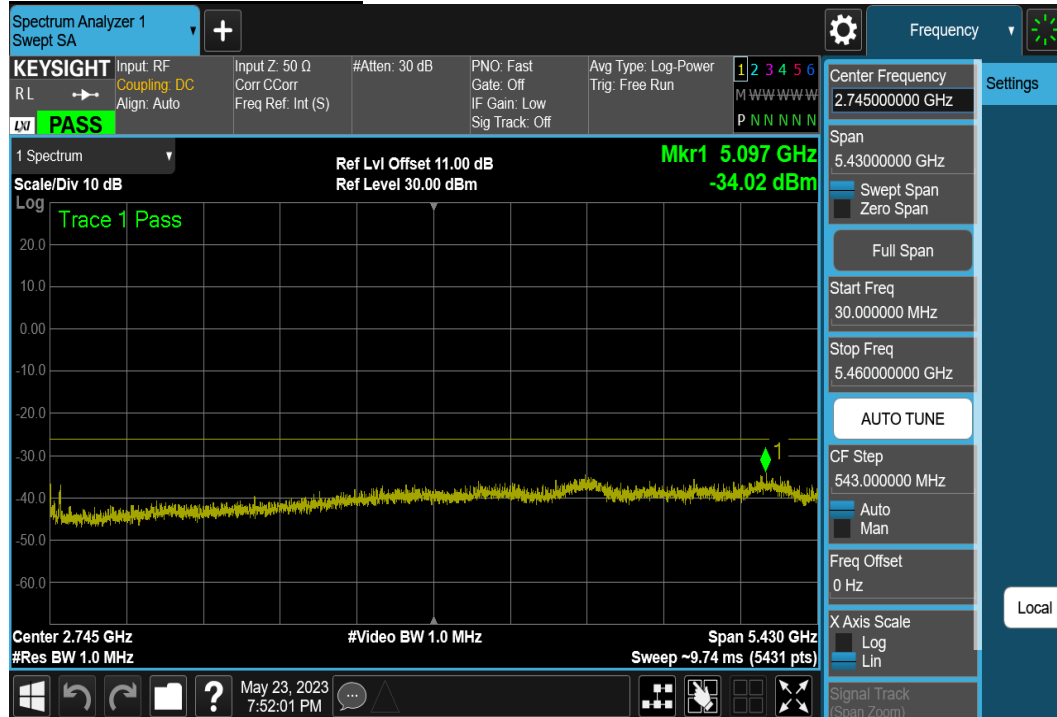 Spectrum Analyzer 1
Swept SA
+
Frequency
KEYSIGHT
RL
LXI
PASS
Input: RF
Coupling: DC
Align: Auto
Input Z: 50 Ω
Corr CCorr
Freq Ref: Int (S)
#Atten: 30 dB
PNO: Fast
Gate: Off
IF Gain: Low
Sig Track: Off
Avg Type: Log-Power
Trig: Free Run
1 2 3 4 5 6
M W W W W W
P N N N N N
1 Spectrum
Scale/Div 10 dB
Ref Lvl Offset 11.00 dB
Ref Level 30.00 dBm
Mkr1 5.097 GHz
-34.02 dBm
Log
Trace 1 Pass
20.0
10.0
0.00
-10.0
-20.0
-30.0
-40.0
-50.0
-60.0
1
Center 2.745 GHz
#Res BW 1.0 MHz
#Video BW 1.0 MHz
Span 5.430 GHz
Sweep ~9.74 ms (5431 pts)
?
May 23, 2023
7:52:01 PM
Center Frequency
2.745000000 GHz
Span
5.43000000 GHz
Swept Span
Zero Span
Full Span
Start Freq
30.000000 MHz
Stop Freq
5.460000000 GHz
AUTO TUNE
CF Step
543.000000 MHz
Auto
Man
Freq Offset
0 Hz
X Axis Scale
Log
Lin
Signal Track
(Span Zoom)
Settings
Local